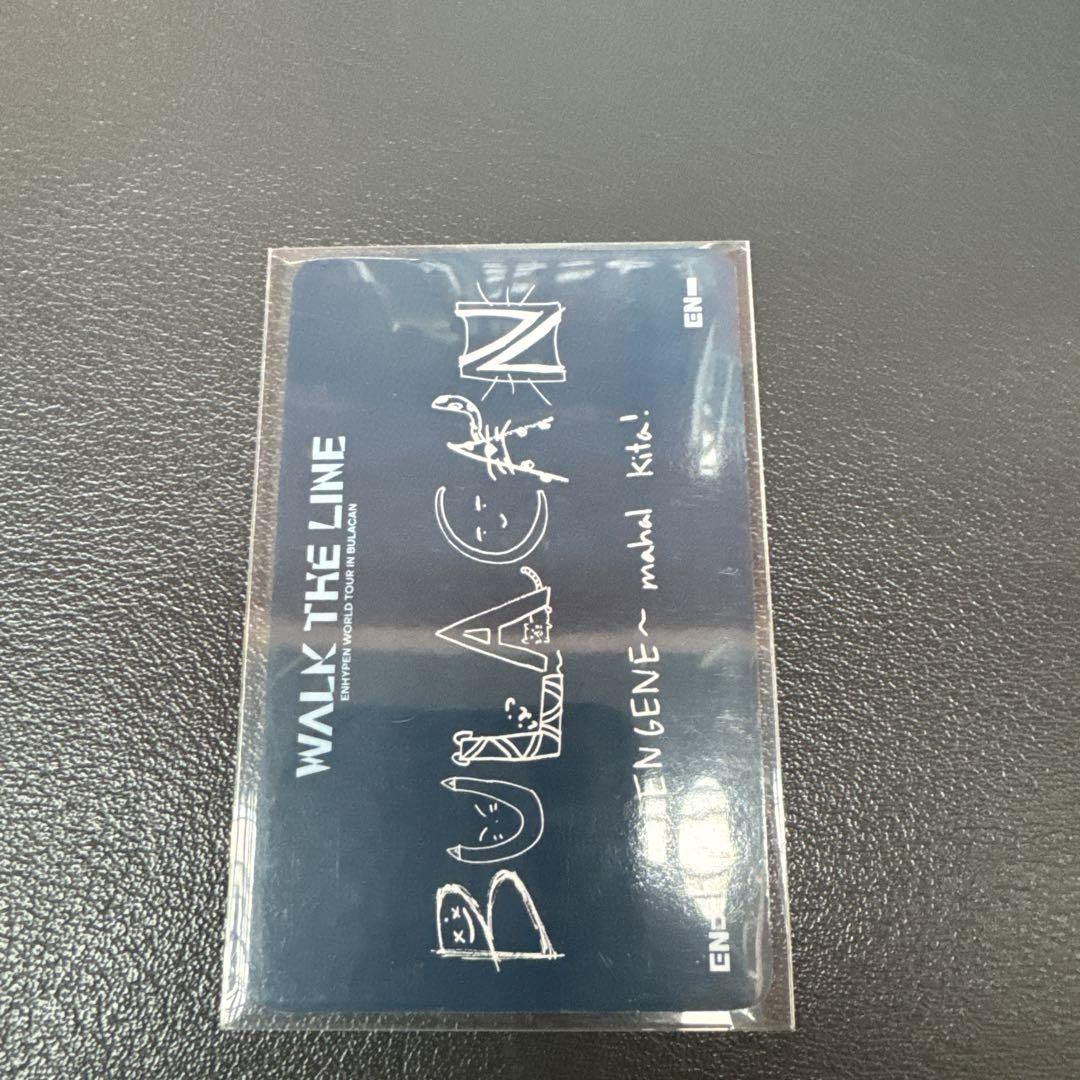 WALK THE LINE
ENHYPEN WORLD TOUR IN BULACAN
BULACAN
ENGENE~ mahal kita!
EN-
EN-